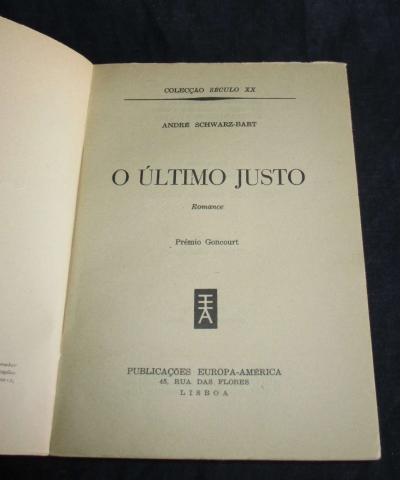 COLECÇÃO SÉCULO XX
ANDRÉ SCHWARZ-BART
O ÚLTIMO JUSTO
Romance
Prémio Goncourt
PUBLICAÇÕES EUROPA-AMÉRICA
45, RUA DAS FLORES
LISBOA